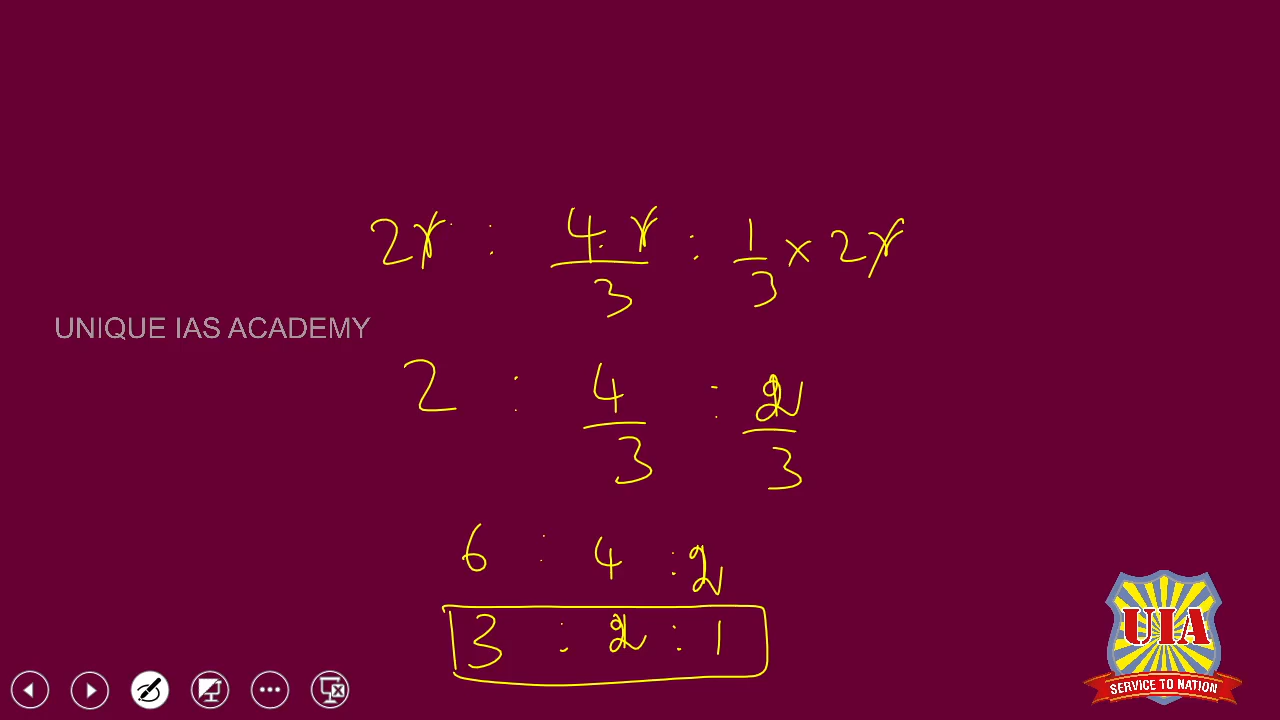 2r : 4r/3 : 1/3 × 2r
UNIQUE IAS ACADEMY
2 : 4/3 : 2/3
6 : 4 : 2
3 : 2 : 1
UIA
SERVICE TO NATION